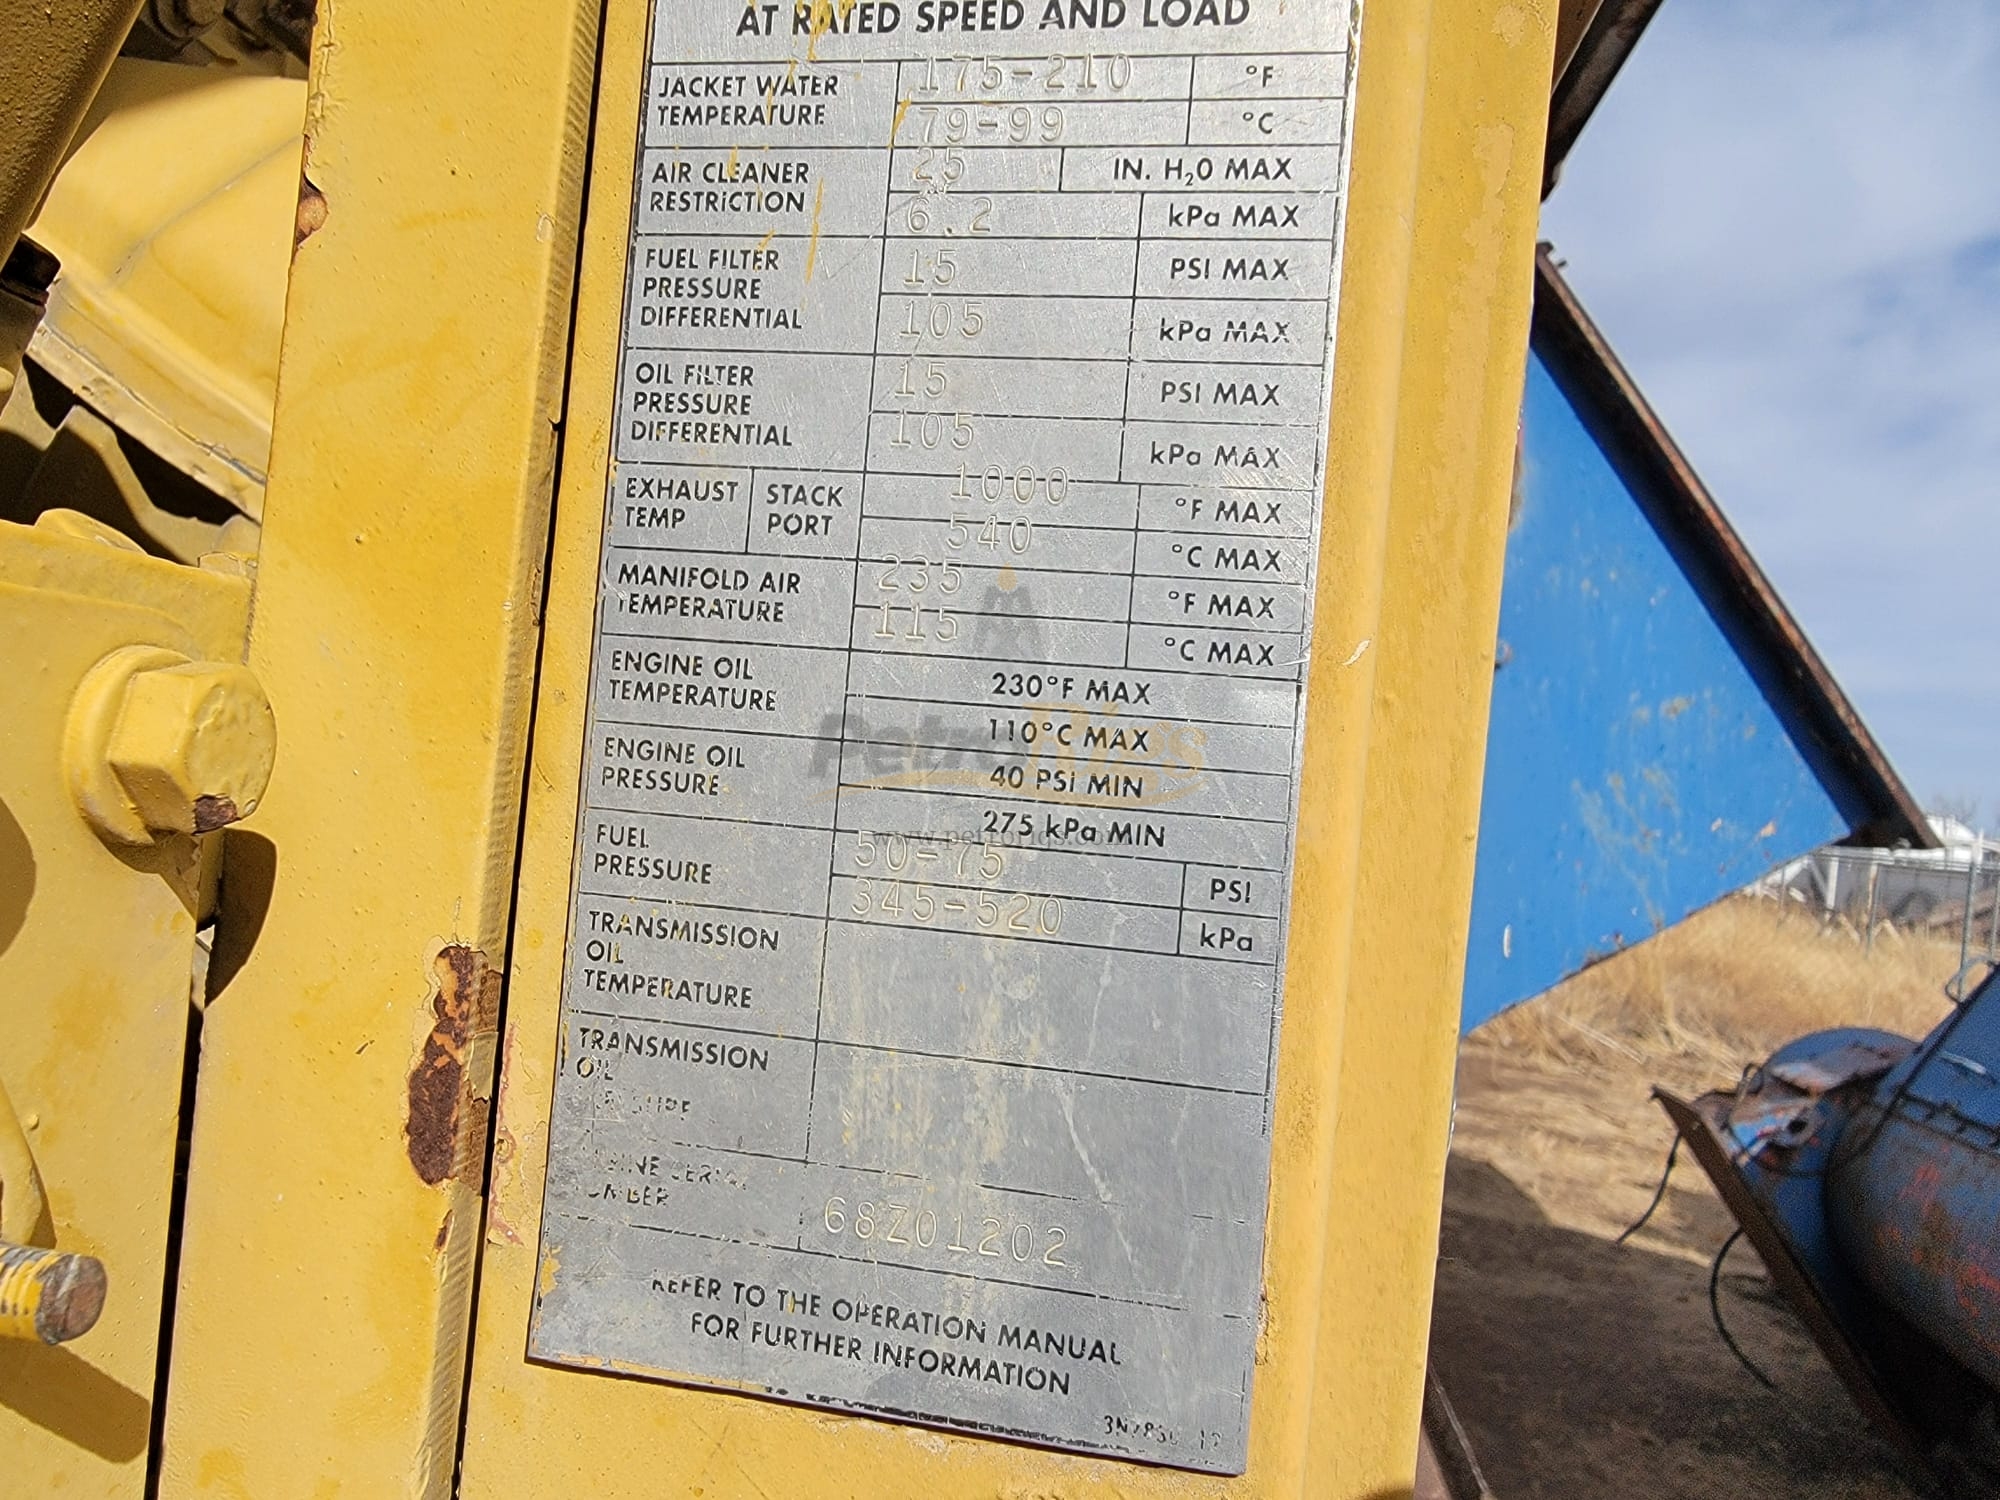 AT RATED SPEED AND LOAD
JACKET WATER
TEMPERATURE
175-210
°F
79-99
°C
AIR CLEANER
RESTRICTION
25
IN. H₂O MAX
6.2
kPa MAX
FUEL FILTER
PRESSURE
DIFFERENTIAL
15
PSI MAX
105
kPa MAX
OIL FILTER
PRESSURE
DIFFERENTIAL
15
PSI MAX
105
kPa MAX
EXHAUST
TEMP
STACK
PORT
1000
°F MAX
540
°C MAX
MANIFOLD AIR
TEMPERATURE
235
°F MAX
115
°C MAX
ENGINE OIL
TEMPERATURE
230°F MAX
110°C MAX
ENGINE OIL
PRESSURE
40 PSI MIN
275 kPa MIN
FUEL
PRESSURE
50-75
PSI
345-520
kPa
TRANSMISSION
OIL
TEMPERATURE
TRANSMISSION
OIL
68Z01202
REFER TO THE OPERATION MANUAL
FOR FURTHER INFORMATION
PetroRigs
www.petrorigs.com